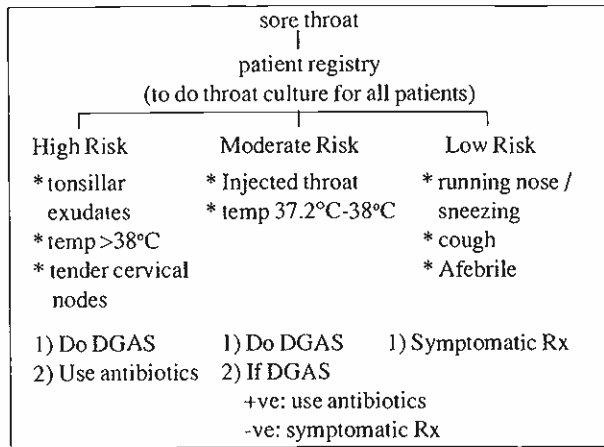 sore throat
patient registry
(to do throat culture for all patients)
High Risk
* tonsillar
exudates
* temp >38°C
* tender cervical
nodes
1) Do DGAS
2) Use antibiotics
Moderate Risk
* Injected throat
* temp 37.2°C-38°C
1) Do DGAS
2) If DGAS
+ve: use antibiotics
-ve: symptomatic Rx
Low Risk
* running nose /
sneezing
* cough
* Afebrile
1) Symptomatic Rx